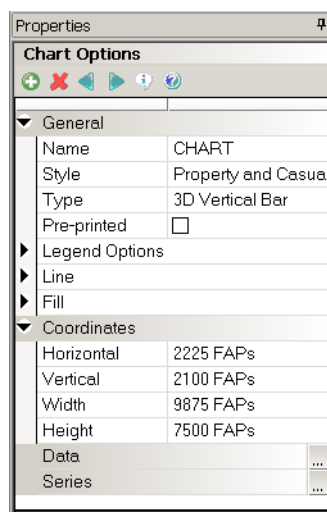 Properties
Chart Options
General
Name CHART
Style Property and Casua
Type 3D Vertical Bar
Pre-printed
Legend Options
Line
Fill
Coordinates
Horizontal 2225 FAPs
Vertical 2100 FAPs
Width 9875 FAPs
Height 7500 FAPs
Data ...
Series ...